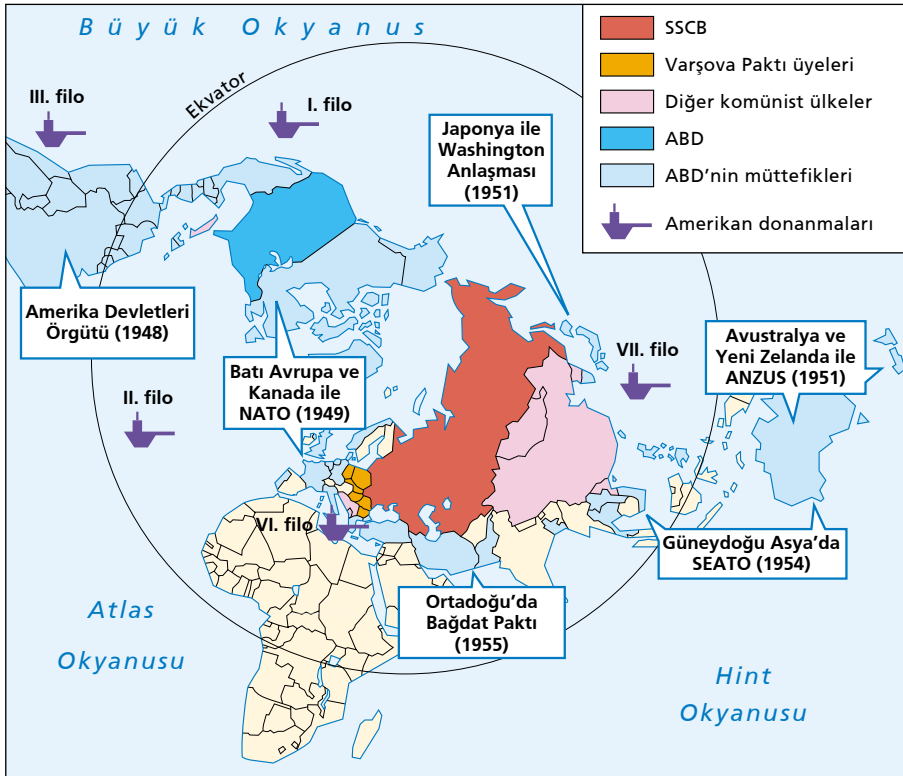 Büyük Okyanus
SSCB
Varşova Paktı üyeleri
Diğer komünist ülkeler
ABD
ABD'nin müttefikleri
Amerikan donanmaları
III. filo
Ekvator
I. filo
Japonya ile
Washington
Anlaşması
(1951)
Amerika Devletleri
Örgütü (1948)
Batı Avrupa ve
Kanada ile
NATO (1949)
VII. filo
Avustralya ve
Yeni Zelanda ile
ANZUS (1951)
II. filo
VI. filo
Güneydoğu Asya'da
SEATO (1954)
Ortadoğu'da
Bağdat Paktı
(1955)
Atlas
Okyanusu
Hint
Okyanusu